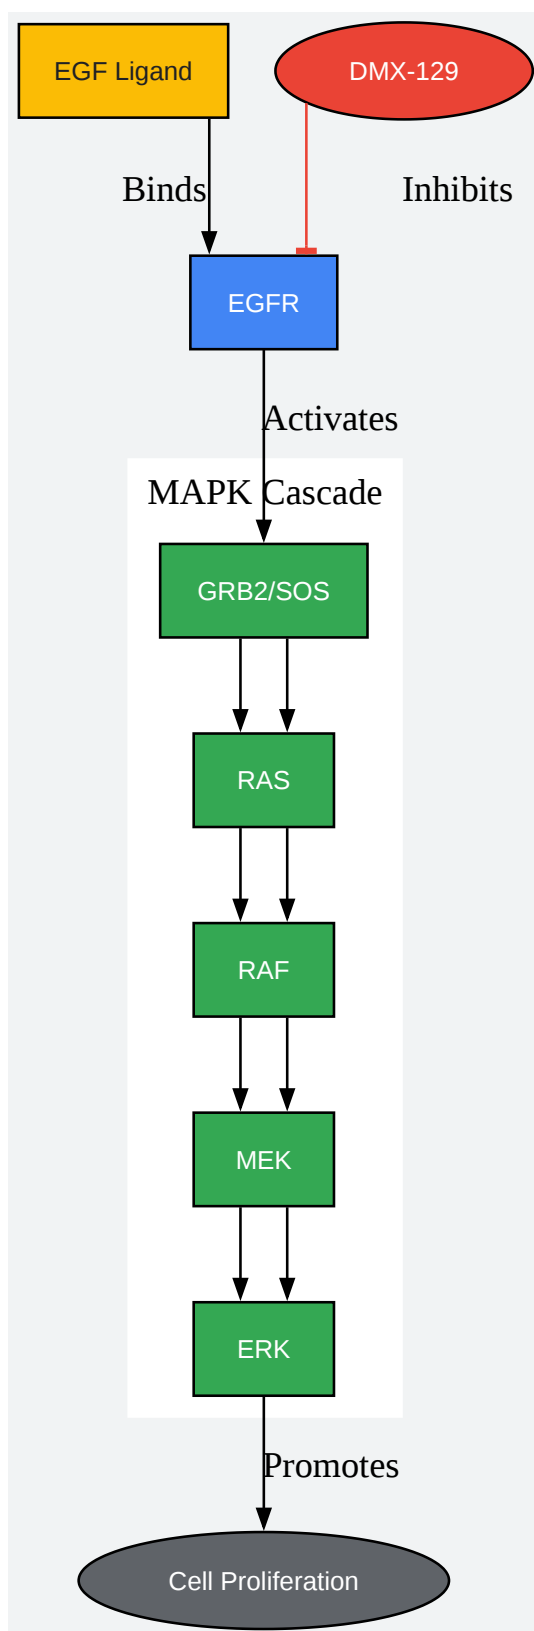 EGF Ligand
DMX-129
Binds
Inhibits
EGFR
Activates
MAPK Cascade
GRB2/SOS
RAS
RAF
MEK
ERK
Promotes
Cell Proliferation